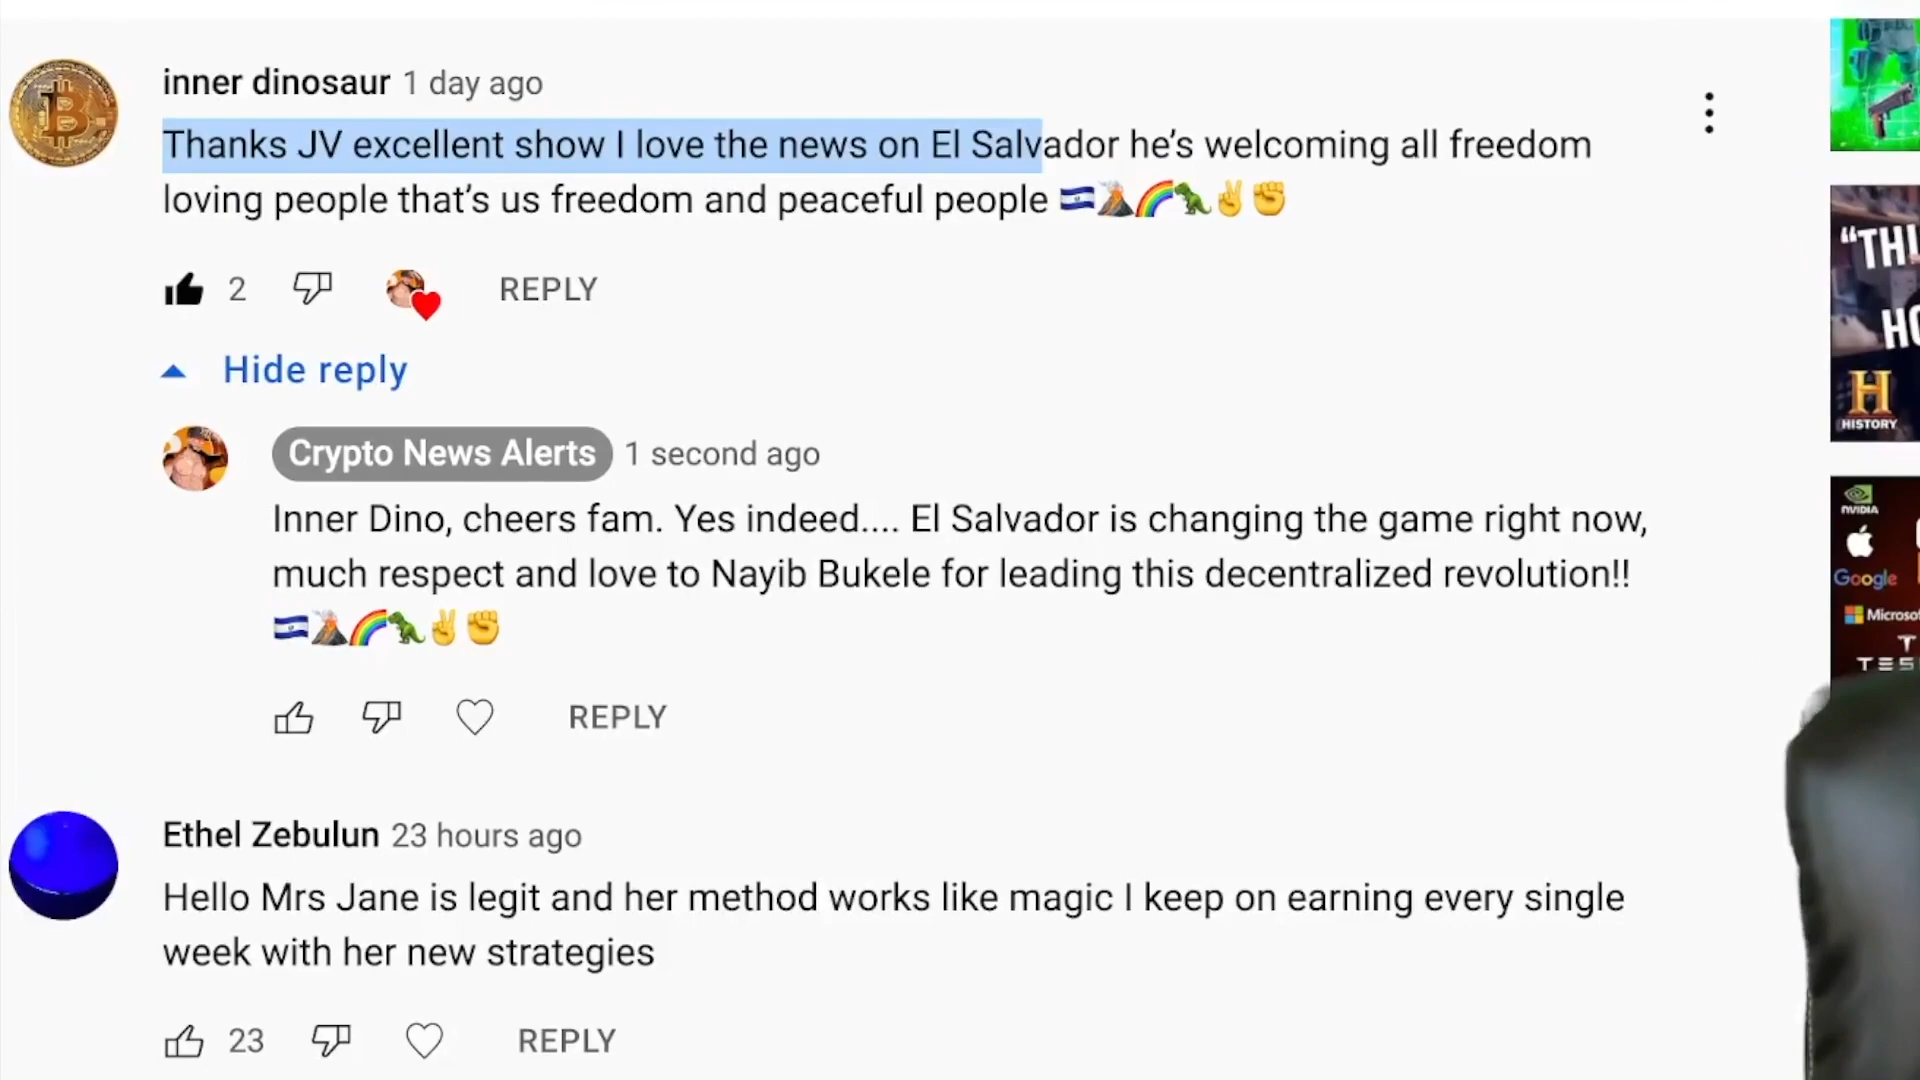 inner dinosaur 1 day ago
Thanks JV excellent show I love the news on El Salvador he’s welcoming all freedom
loving people that’s us freedom and peaceful people 🇸🇻🌋🌈🦖✌️✊
2 REPLY
Hide reply
Crypto News Alerts 1 second ago
Inner Dino, cheers fam. Yes indeed.... El Salvador is changing the game right now,
much respect and love to Nayib Bukele for leading this decentralized revolution!!
🇸🇻🌋🌈🦖✌️✊
REPLY
Ethel Zebulun 23 hours ago
Hello Mrs Jane is legit and her method works like magic I keep on earning every single
week with her new strategies
23 REPLY
H
HISTORY
NVIDIA
Google